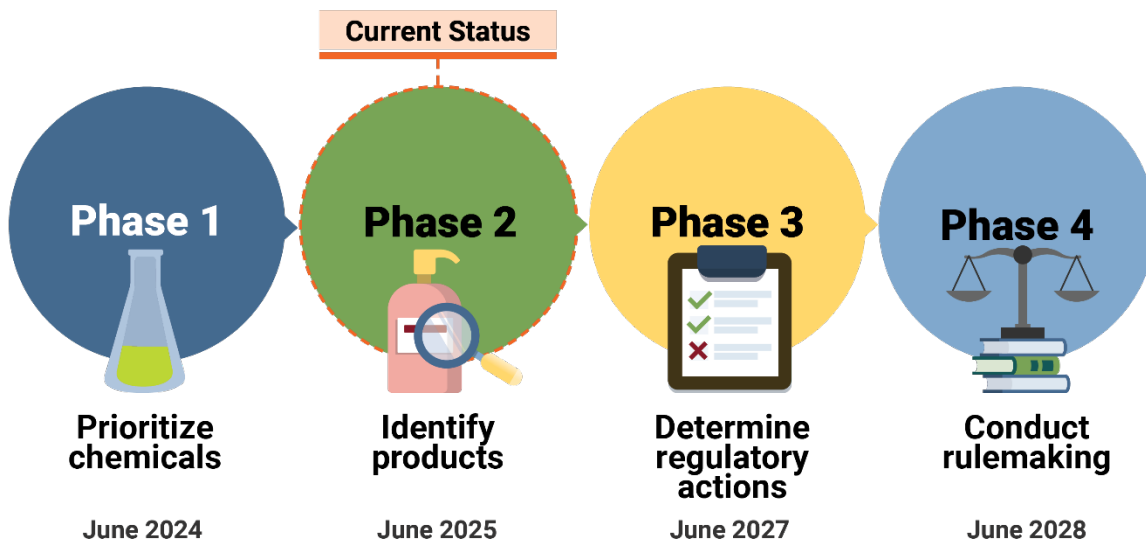 Current Status
Phase 1
Phase 2
Phase 3
Phase 4
Prioritize
chemicals
Identify
products
Determine
regulatory
actions
Conduct
rulemaking
June 2024
June 2025
June 2027
June 2028